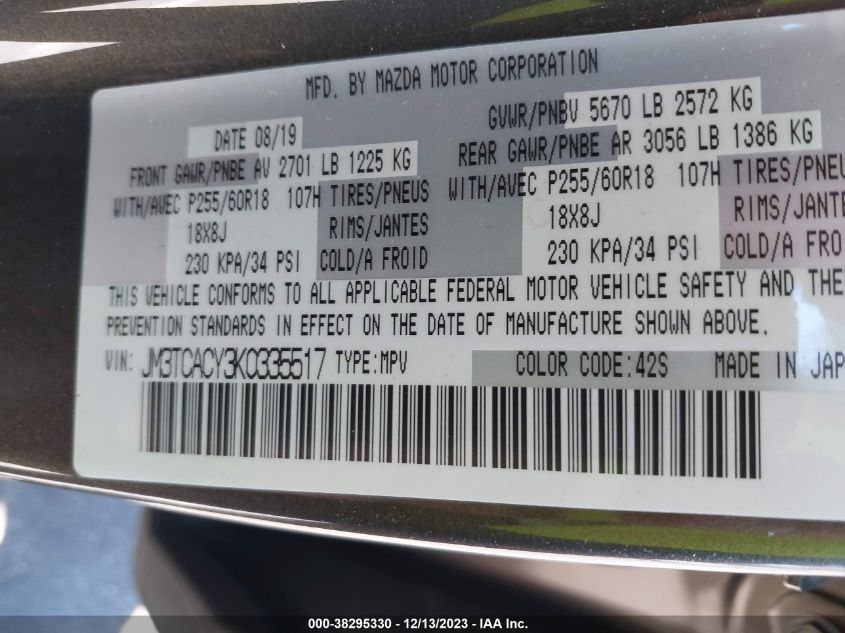 MFD. BY MAZDA MOTOR CORPORATION
DATE 08/19 GVWR/PNBV 5670 LB 2572 KG
FRONT GAWR/PNBE AV 2701 LB 1225 KG REAR GAWR/PNBE AR 3056 LB 1386 KG
WITH/AVEC P255/60R18 107H TIRES/PNEUS WITH/AVEC P255/60R18 107H TIRES/PNEU
18X8J RIMS/JANTES 18X8J RIMS/JANTE
230 KPA/34 PSI COLD/A FROID 230 KPA/34 PSI COLD/A FROI
THIS VEHICLE CONFORMS TO ALL APPLICABLE FEDERAL MOTOR VEHICLE SAFETY AND THE
PREVENTION STANDARDS IN EFFECT ON THE DATE OF MANUFACTURE SHOWN ABOVE.
VIN: JM3TCACY3K0335517 TYPE:MPV COLOR CODE:42S MADE IN JAP
000-38295330 - 12/13/2023 - IAA Inc.